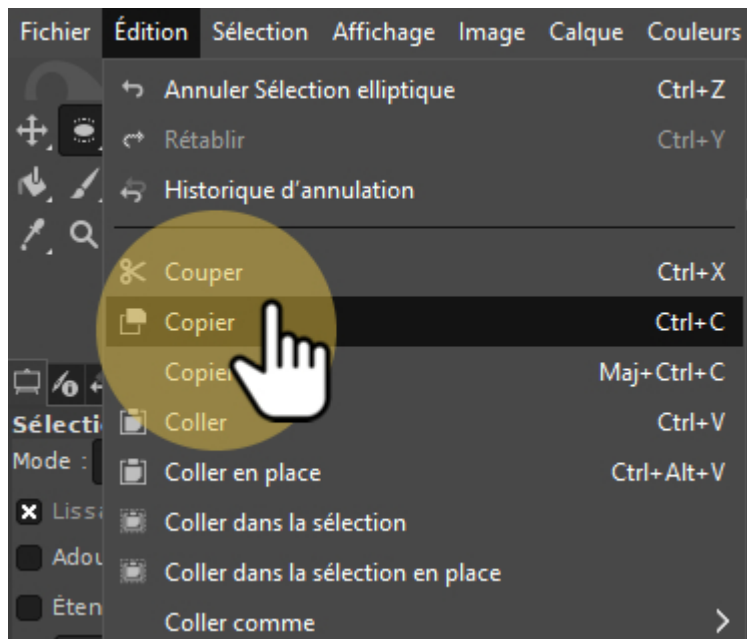 Fichier Édition Sélection Affichage Image Calque Couleurs
Annuler Sélection elliptique Ctrl+Z
Rétablir Ctrl+Y
Historique d'annulation
Couper Ctrl+X
Copier Ctrl+C
Maj+Ctrl+C
Coller Ctrl+V
Mode :
Coller en place Ctrl+Alt+V
Coller dans la sélection
Coller dans la sélection en place
Coller comme